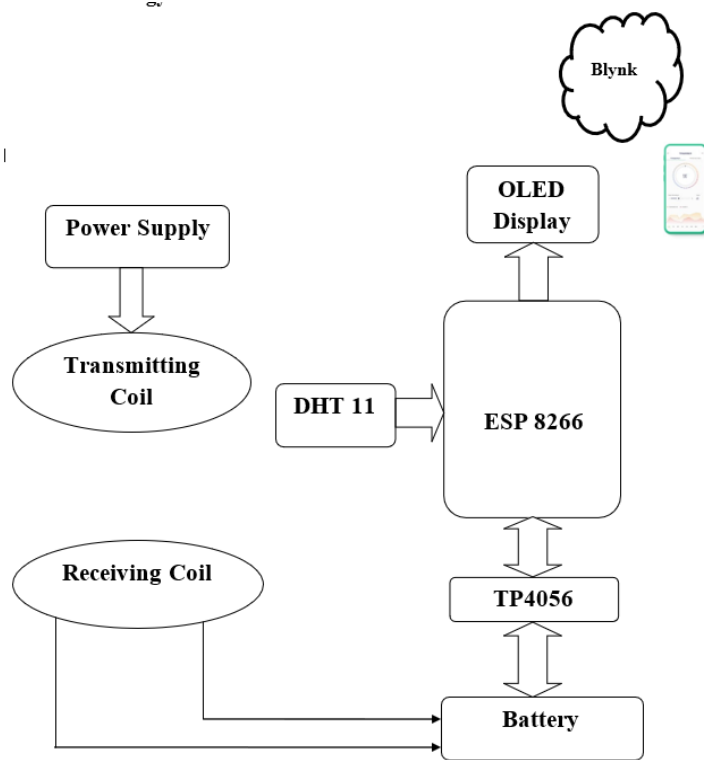 Blynk
OLED
Display
Power Supply
Transmitting
Coil
DHT 11
ESP 8266
Receiving Coil
TP4056
Battery